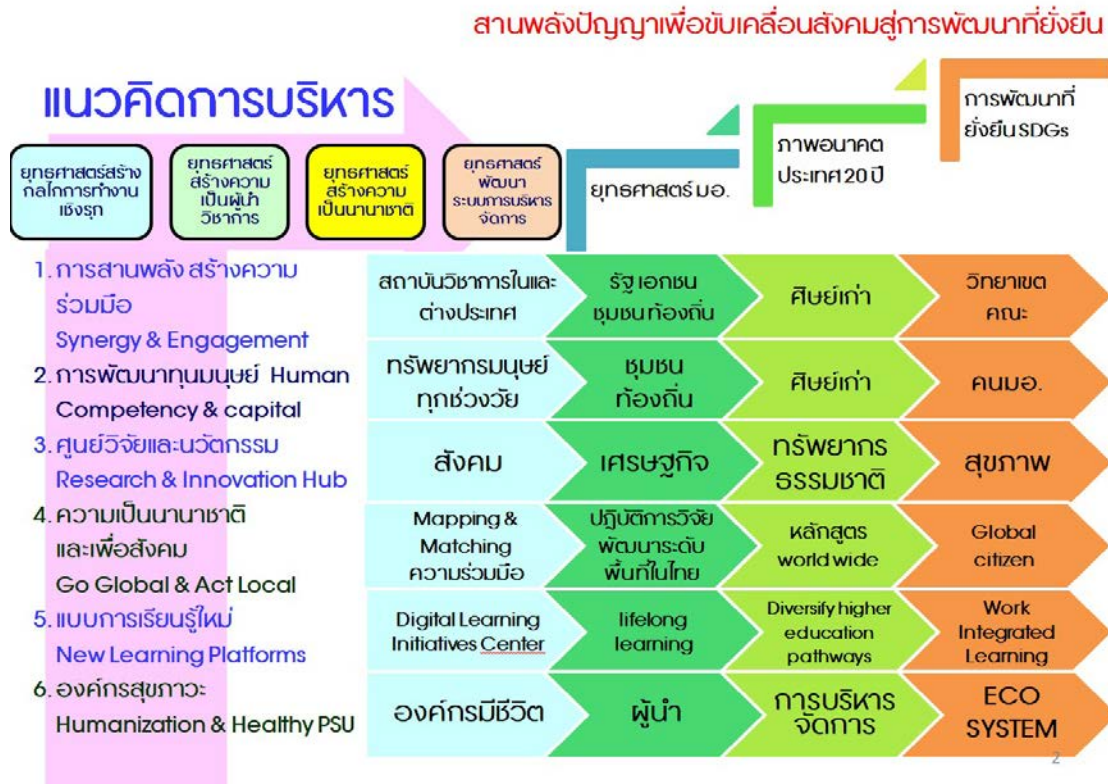 สานพลังปัญญาเพื่อขับเคลื่อนสังคมสู่การพัฒนาที่ยั่งยืน
แนวคิดการบริหาร
ยุทธศาสตร์สร้าง
กลไกการทำงาน
เชิงรุก
ยุทธศาสตร์
สร้างความ
เป็นผู้นำ
วิชาการ
ยุทธศาสตร์
สร้างความ
เป็นนานาชาติ
ยุทธศาสตร์
พัฒนา
ระบบการบริหาร
จัดการ
ยุทธศาสตร์ มอ.
ภาพอนาคต
ประเทศ 20 ปี
การพัฒนาที่
ยั่งยืน SDGs
1. การสานพลัง สร้างความ
ร่วมมือ
Synergy & Engagement
สถาบันวิชาการในและ
ต่างประเทศ
รัฐ เอกชน
ชุมชน ท้องถิ่น
ศิษย์เก่า
วิทยาเขต
คณะ
2. การพัฒนาทุนมนุษย์ Human
Competency & capital
ทรัพยากรมนุษย์
ทุกช่วงวัย
ชุมชน
ท้องถิ่น
ศิษย์เก่า
คนมอ.
3. ศูนย์วิจัยและนวัตกรรม
Research & Innovation Hub
สังคม
เศรษฐกิจ
ทรัพยากร
ธรรมชาติ
สุขภาพ
4. ความเป็นนานาชาติ
และเพื่อสังคม
Go Global & Act Local
Mapping &
Matching
ความร่วมมือ
ปฏิบัติการวิจัย
พัฒนาระดับ
พื้นที่ในไทย
หลักสูตร
world wide
Global
citizen
5. แบบการเรียนรู้ใหม่
New Learning Platforms
Digital Learning
Initiatives Center
lifelong
learning
Diversify higher
education
pathways
Work
Integrated
Learning
6. องค์กรสุขภาวะ
Humanization & Healthy PSU
องค์กรมีชีวิต
ผู้นำ
การบริหาร
จัดการ
ECO
SYSTEM
2